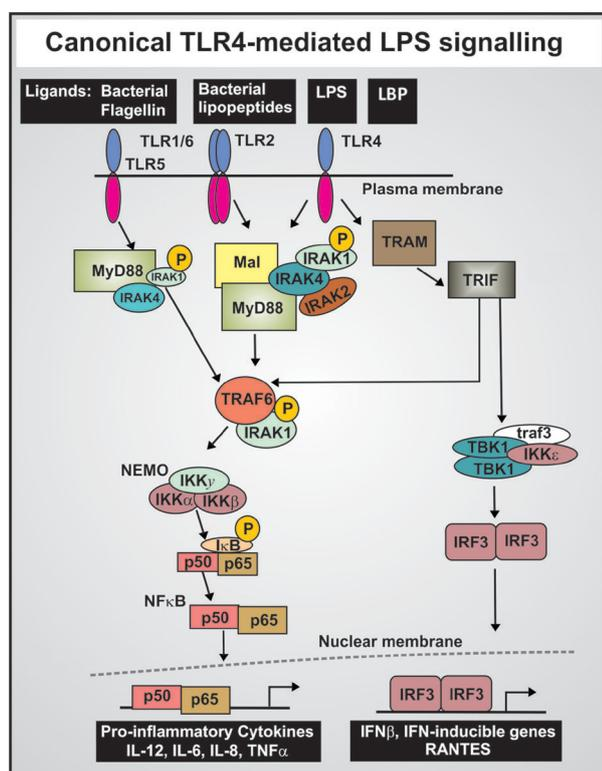 Canonical TLR4-mediated LPS signalling
Ligands: Bacterial
Flagellin
Bacterial
lipopeptides
LPS
LBP
TLR1/6
TLR5
TLR2
TLR4
Plasma membrane
MyD88
P
IRAK1
IRAK4
Mal
MyD88
P
IRAK1
IRAK4
IRAK2
TRAM
TRIF
TRAF6
P
IRAK1
traf3
TBK1
IKKε
TBK1
NEMO
IKKy
IKKα
IKKβ
P
IκB
p50
p65
IRF3
IRF3
NFκB
p50
p65
Nuclear membrane
p50
p65
IRF3
IRF3
Pro-inflammatory Cytokines
IL-12, IL-6, IL-8, TNFα
IFNβ, IFN-inducible genes
RANTES